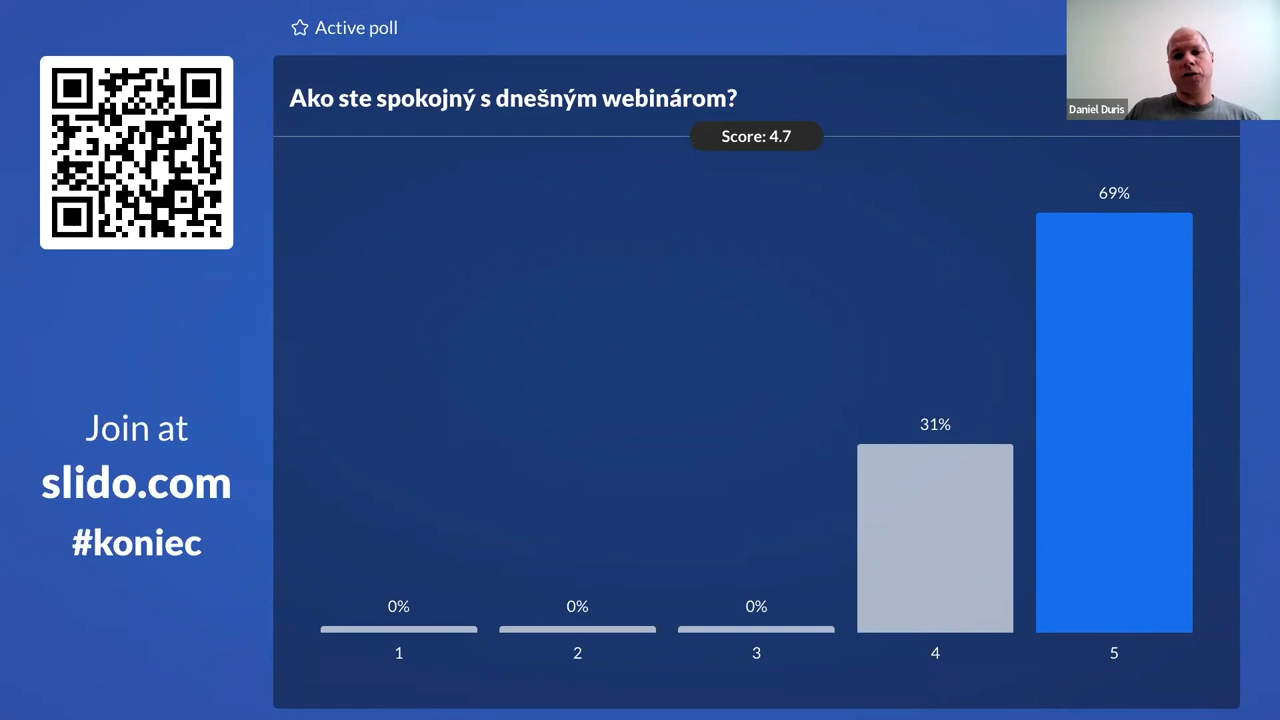 Active poll
Ako ste spokojný s dnešným webinárom?
Score: 4.7
Daniel Duris
69%
31%
0%
0%
0%
1
2
3
4
5
Join at
slido.com
#koniec